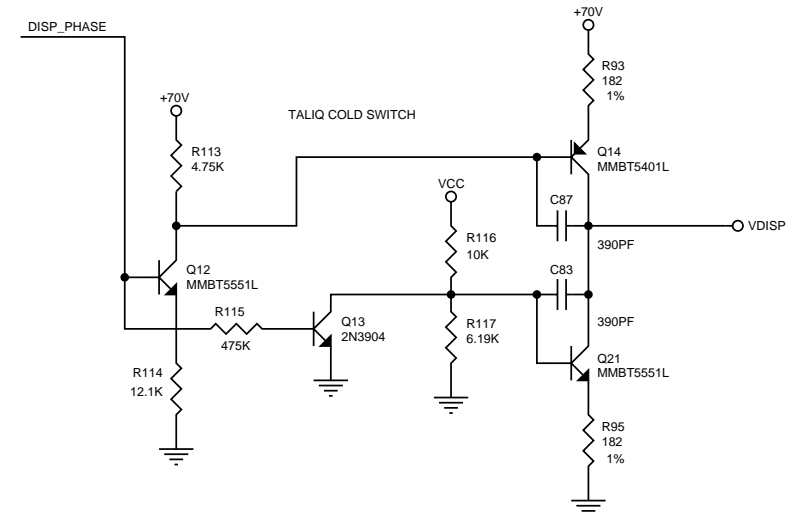 DISP_PHASE
+70V
R93
182
1%
+70V
TALIQ COLD SWITCH
R113
4.75K
Q14
MMBT5401L
VCC
C87
VDISP
390PF
R116
10K
Q12
MMBT5551L
C83
R115
475K
Q13
2N3904
390PF
R117
6.19K
R114
12.1K
Q21
MMBT5551L
R95
182
1%